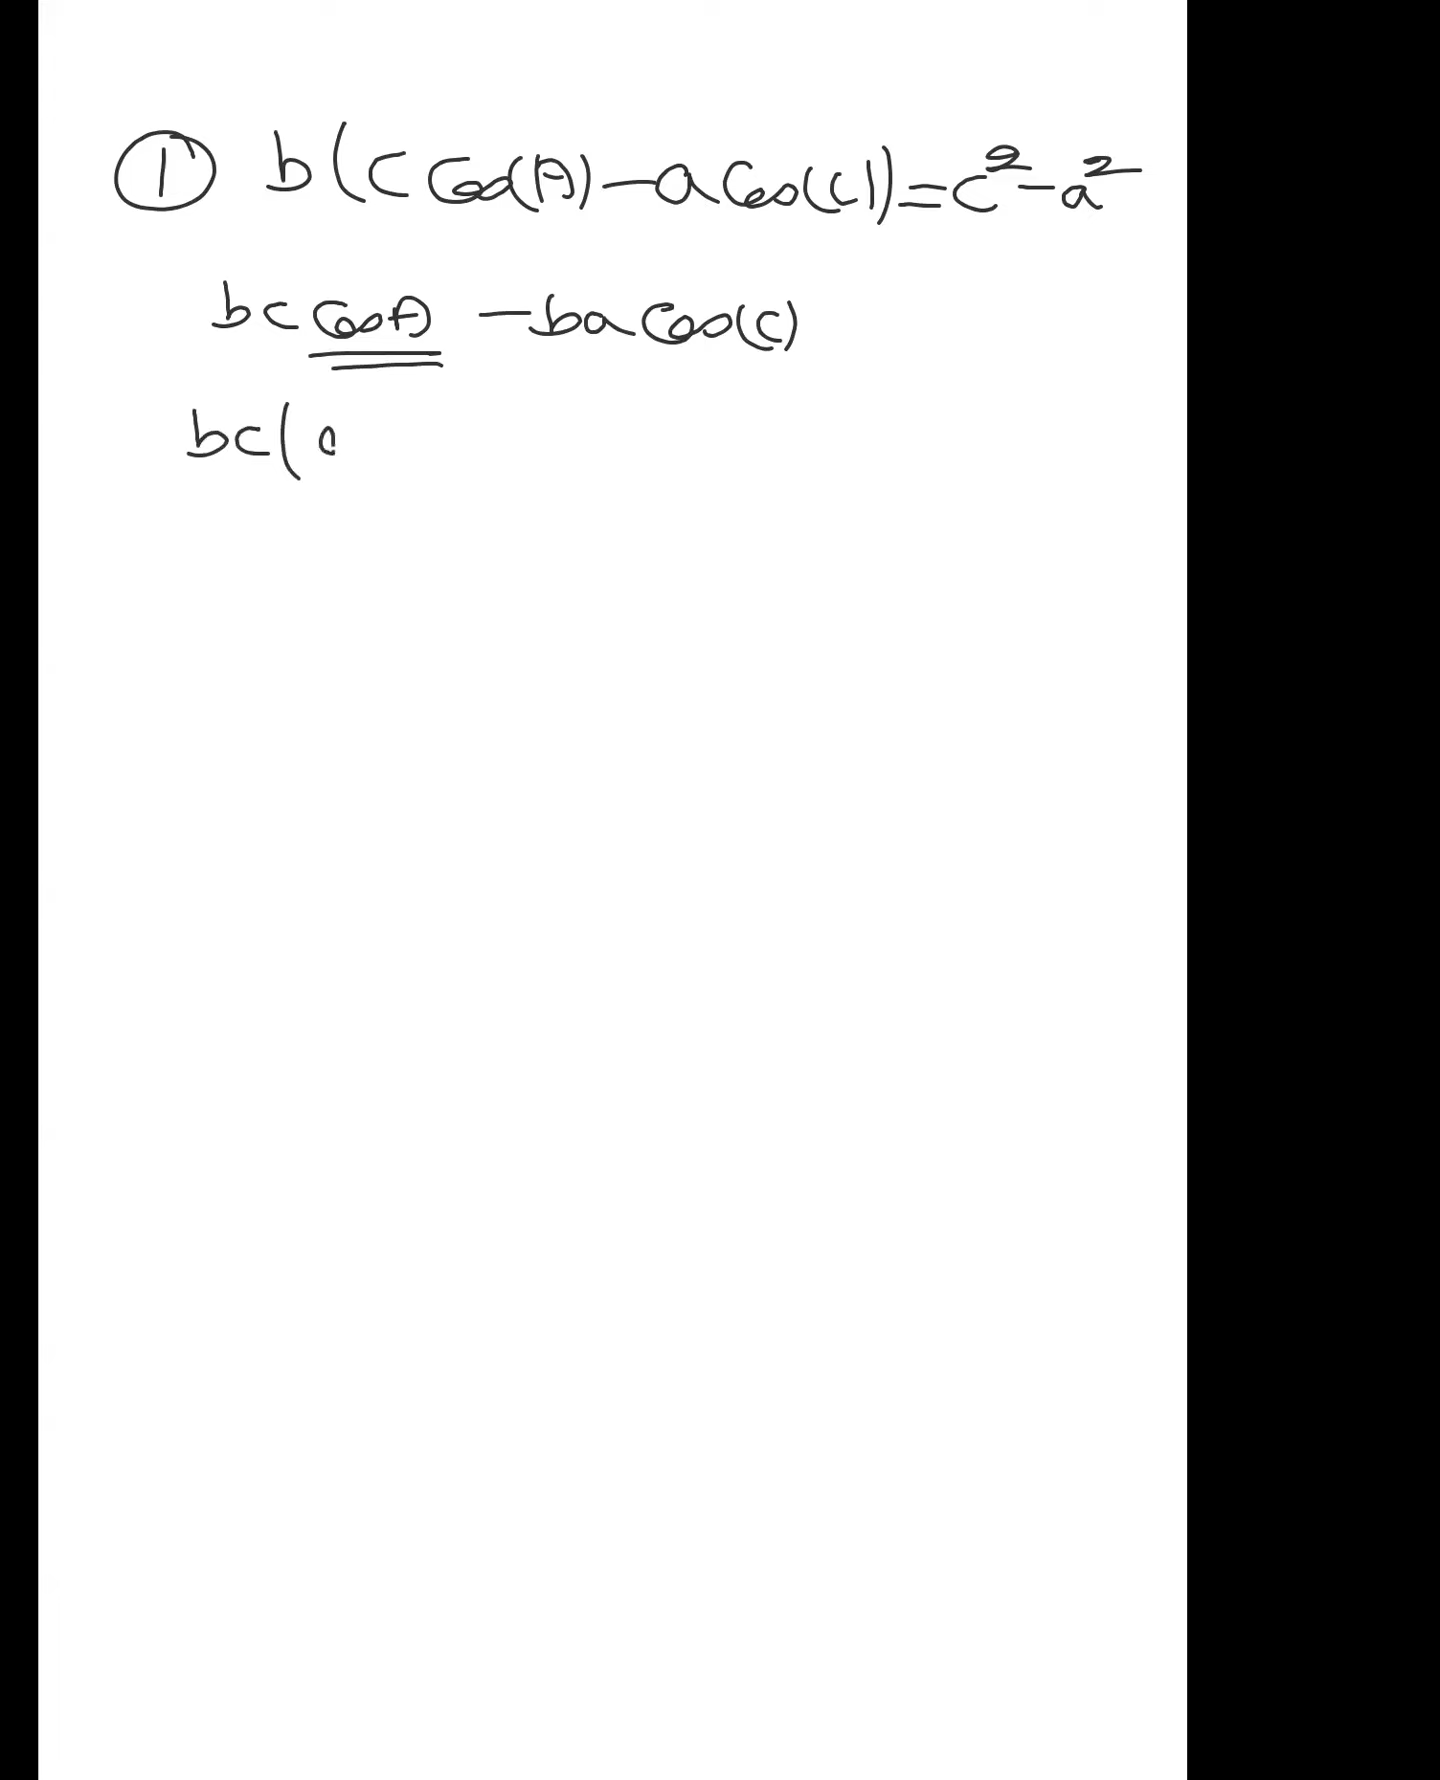 ① b(c cos(A) - a cos(C)) = c² - a²
bc cosA - ba cos(C)
bc( a